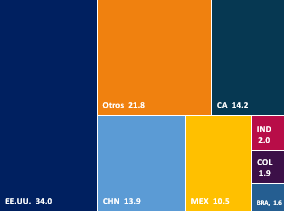 Otros 21.8
CA 14.2
IND
2.0
COL
1.9
EE.UU. 34.0
CHN 13.9
MEX 10.5
BRA, 1.6